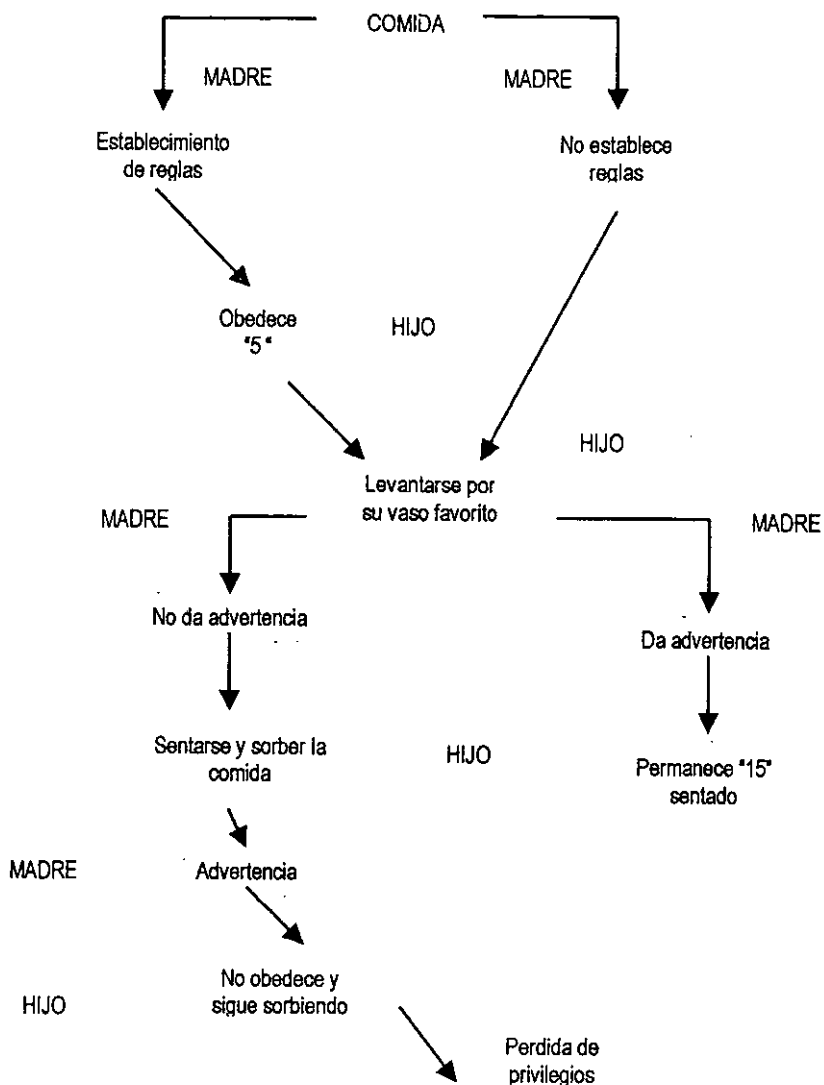 COMIDA
MADRE
MADRE
Establecimiento
de reglas
No establece
reglas
Obedece
"5"
HIJO
HIJO
Levantarse por
su vaso favorito
MADRE
MADRE
No da advertencia
Da advertencia
Sentarse y sorber la
comida
HIJO
Permanece "15"
sentado
MADRE
Advertencia
No obedece y
sigue sorbiendo
HIJO
Perdida de
privilegios